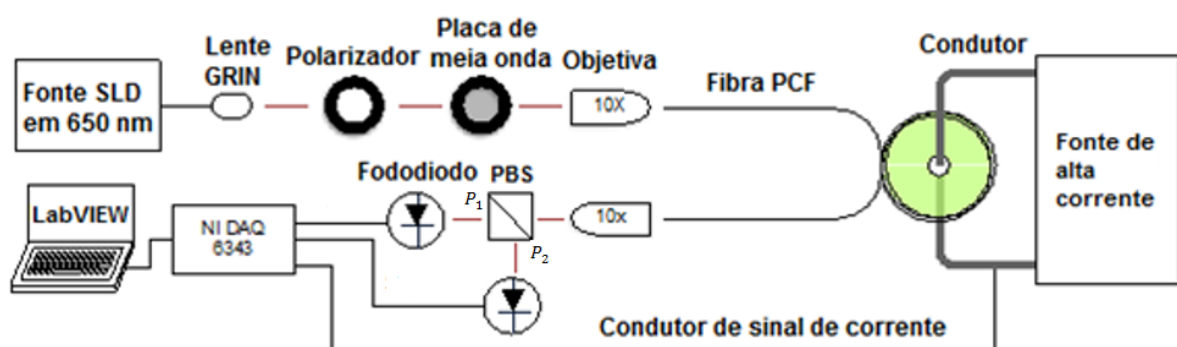 Fonte SLD
em 650 nm
Lente
GRIN
Polarizador
Placa de
meia onda
Objetiva
10X
Fibra PCF
Condutor
Fonte de
alta
corrente
LabVIEW
NI DAQ
6343
Fododiodo
PBS
P₁
P₂
10x
Condutor de sinal de corrente